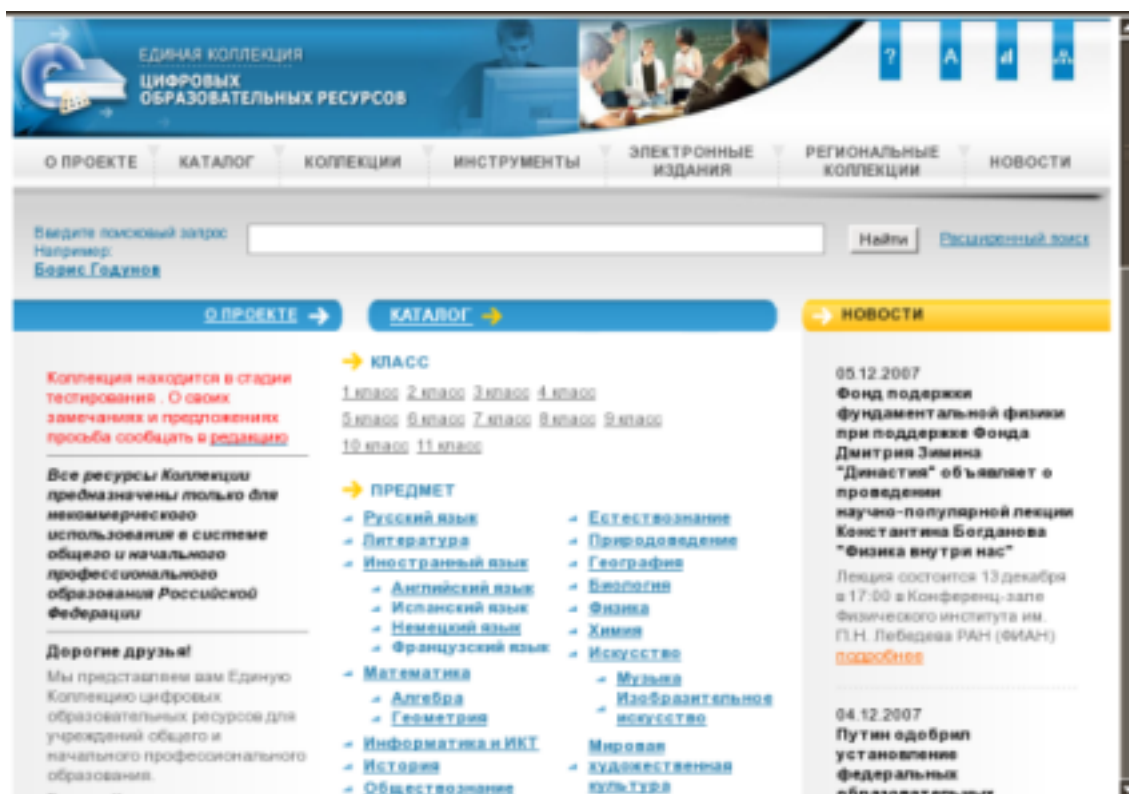 ЕДИНАЯ КОЛЛЕКЦИЯ
ЦИФРОВЫХ
ОБРАЗОВАТЕЛЬНЫХ РЕСУРСОВ
?
А
О ПРОЕКТЕ
КАТАЛОГ
КОЛЛЕКЦИИ
ИНСТРУМЕНТЫ
ЭЛЕКТРОННЫЕ
ИЗДАНИЯ
РЕГИОНАЛЬНЫЕ
КОЛЛЕКЦИИ
НОВОСТИ
Введите поисковый запрос
Например:
Борис Годунов
Найти
Расширенный поиск
О ПРОЕКТЕ
Коллекция находится в стадии
тестирования . О своих
замечаниях и предложениях
просьба сообщать в редакцию
Все ресурсы Коллекции
предназначены только для
некоммерческого
использования в системе
общего и начального
профессионального
образования Российской
Федерации
Дорогие друзья!
Мы представляем вам Единую
Коллекцию цифровых
образовательных ресурсов для
учреждений общего и
начального профессионального
образования.
КАТАЛОГ
КЛАСС
1 класс 2 класс 3 класс 4 класс
5 класс 6 класс 7 класс 8 класс 9 класс
10 класс 11 класс
ПРЕДМЕТ
Русский язык
Литература
Иностранный язык
Английский язык
Испанский язык
Немецкий язык
Французский язык
Математика
Алгебра
Геометрия
Информатика и ИКТ
История
Обществознание
Естествознание
Природоведение
География
Биология
Физика
Химия
Искусство
Музыка
Изобразительное
искусство
Мировая
художественная
культура
НОВОСТИ
05.12.2007
Фонд подержки
фундаментальной физики
при поддержке Фонда
Дмитрия Зимина
"Династия" объявляет о
проведении
научно-популярной лекции
Константина Богданова
"Физика внутри нас"
Лекция состоится 13 декабря
в 17:00 в Конференц-зале
Физического института им.
П.Н. Лебедева РАН (ФИАН)
подробнее
04.12.2007
Путин одобрил
установление
федеральных
образовательных